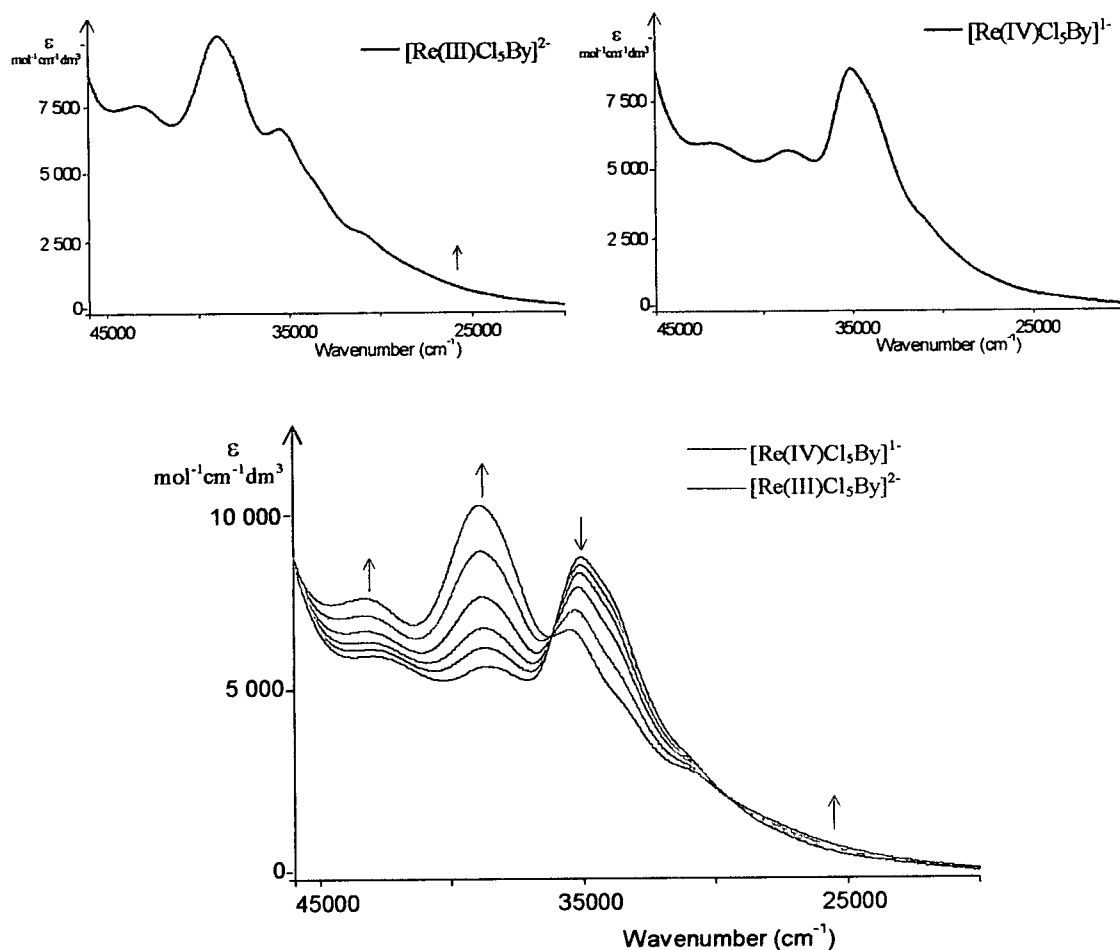 ε
mol⁻¹cm⁻¹dm³
[Re(III)Cl₅By]²⁻
7 500
5 000
2 500
0
45000 35000 25000
Wavenumber (cm⁻¹)
ε
mol⁻¹cm⁻¹dm³
[Re(IV)Cl₅By]¹⁻
7 500
5 000
2 500
0
45000 35000 25000
Wavenumber (cm⁻¹)
ε
mol⁻¹cm⁻¹dm³
[Re(IV)Cl₅By]¹⁻
[Re(III)Cl₅By]²⁻
10 000
5 000
0
45000 35000 25000
Wavenumber (cm⁻¹)